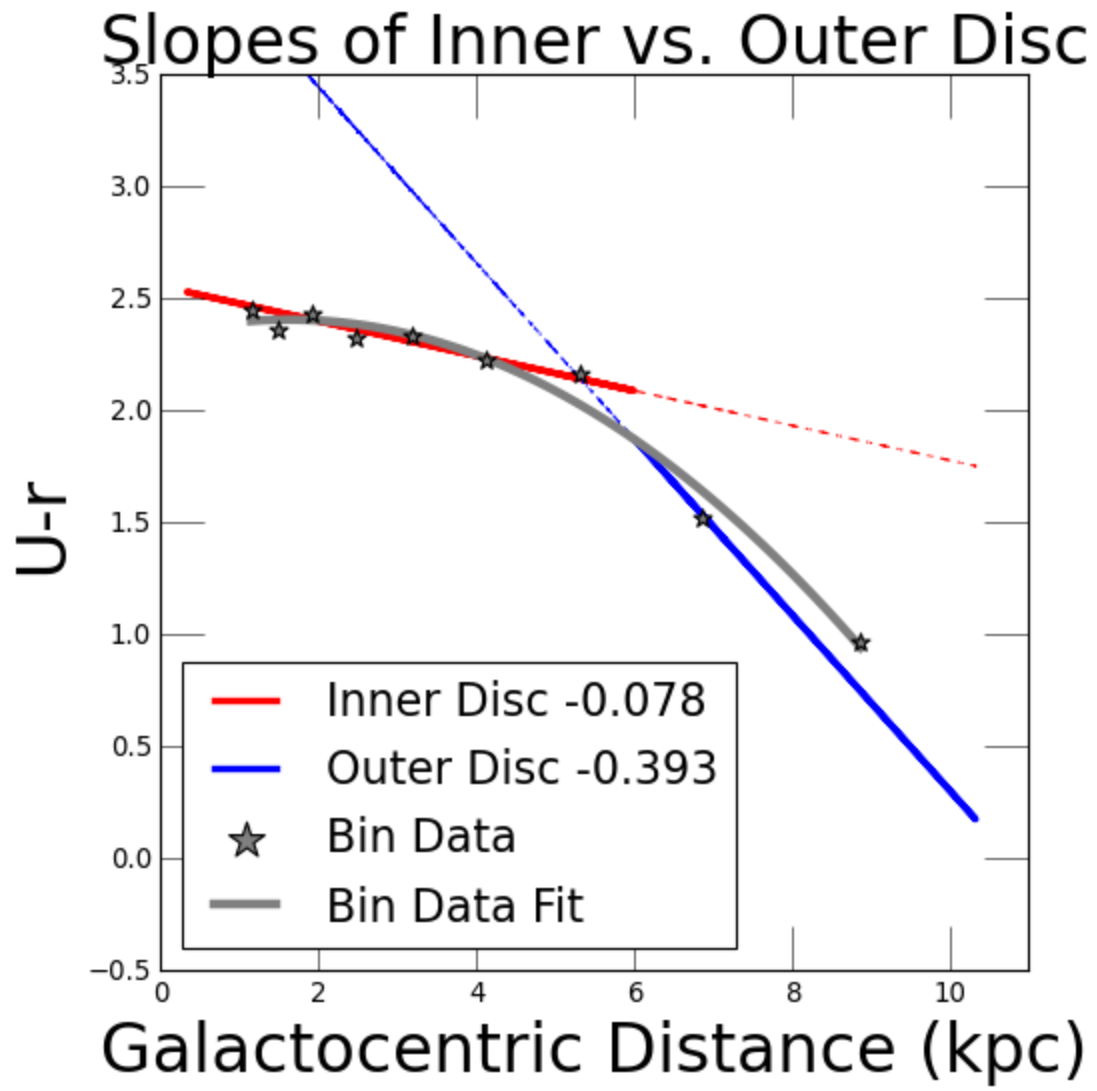 Slopes of Inner vs. Outer Disc
3.5
3.0
2.5
2.0
1.5
1.0
0.5
0.0
−0.5
U-r
Inner Disc -0.078
Outer Disc -0.393
Bin Data
Bin Data Fit
0 2 4 6 8 10
Galactocentric Distance (kpc)